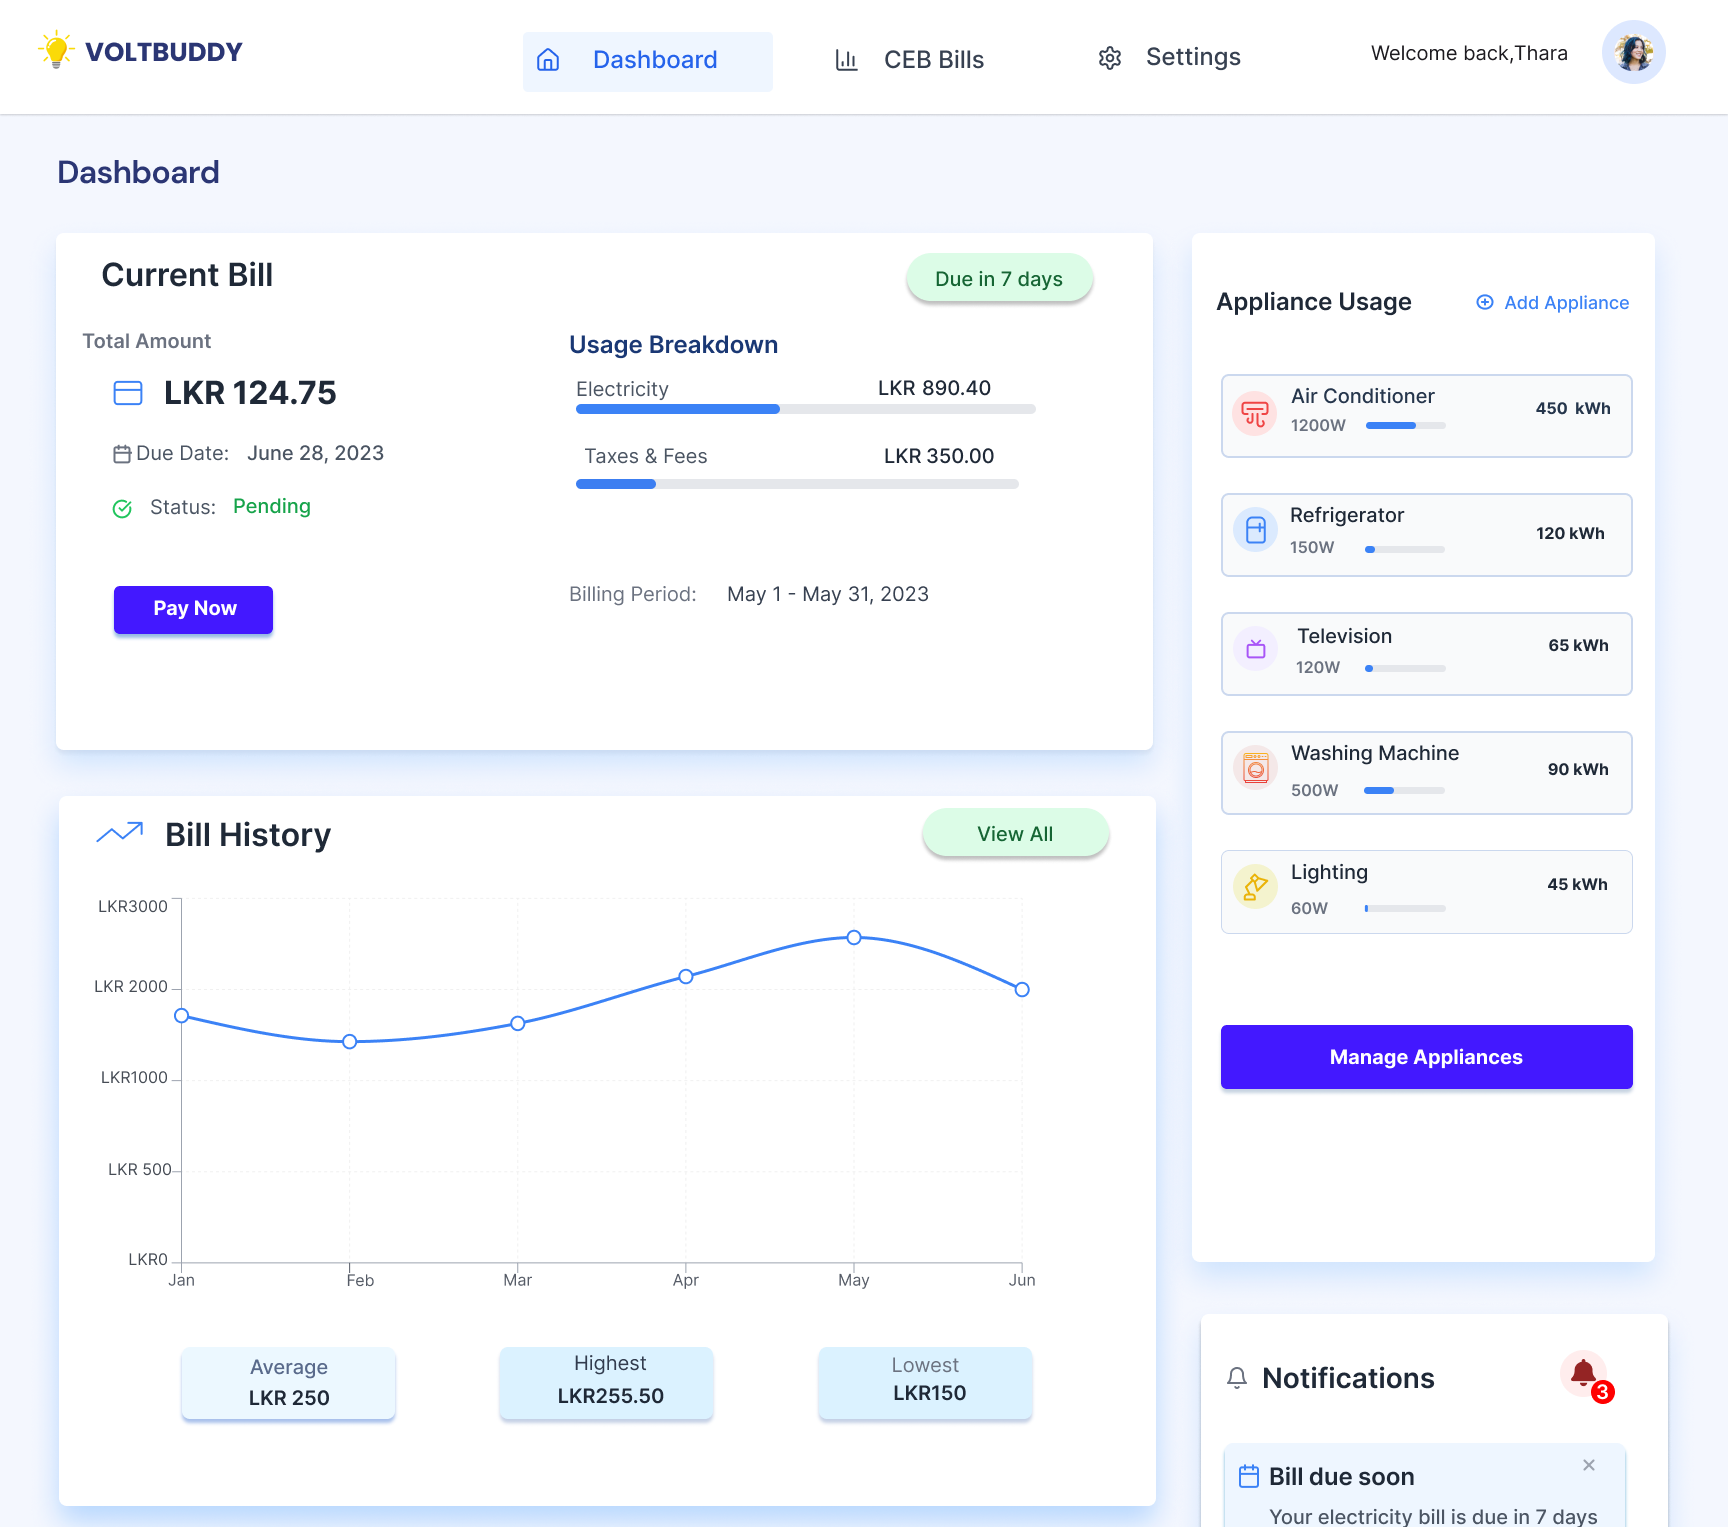 VOLTBUDDY
Dashboard
CEB Bills
Settings
Welcome back,Thara
Dashboard
Current Bill
Due in 7 days
Total Amount
LKR 124.75
Due Date: June 28, 2023
Status: Pending
Pay Now
Usage Breakdown
Electricity LKR 890.40
Taxes & Fees LKR 350.00
Billing Period: May 1 - May 31, 2023
Bill History
View All
LKR3000
LKR 2000
LKR1000
LKR 500
LKR0
Jan Feb Mar Apr May Jun
Average
LKR 250
Highest
LKR255.50
Lowest
LKR150
Appliance Usage
Add Appliance
Air Conditioner
1200W
450 kWh
Refrigerator
150W
120 kWh
Television
120W
65 kWh
Washing Machine
500W
90 kWh
Lighting
60W
45 kWh
Manage Appliances
Notifications
3
Bill due soon
Your electricity bill is due in 7 days